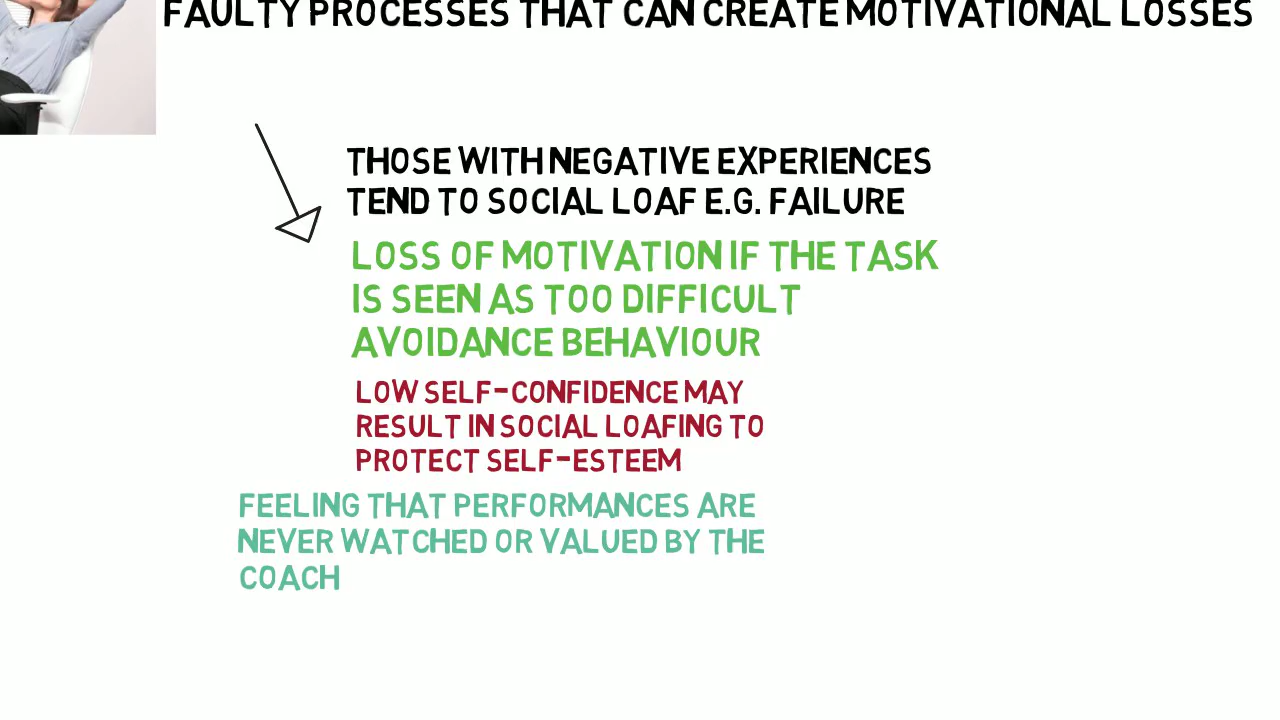 FAULTY PROCESSES THAT CAN CREATE MOTIVATIONAL LOSSES
THOSE WITH NEGATIVE EXPERIENCES
TEND TO SOCIAL LOAF E.G. FAILURE
LOSS OF MOTIVATION IF THE TASK
IS SEEN AS TOO DIFFICULT
AVOIDANCE BEHAVIOUR
LOW SELF-CONFIDENCE MAY
RESULT IN SOCIAL LOAFING TO
PROTECT SELF-ESTEEM
FEELING THAT PERFORMANCES ARE
NEVER WATCHED OR VALUED BY THE
COACH